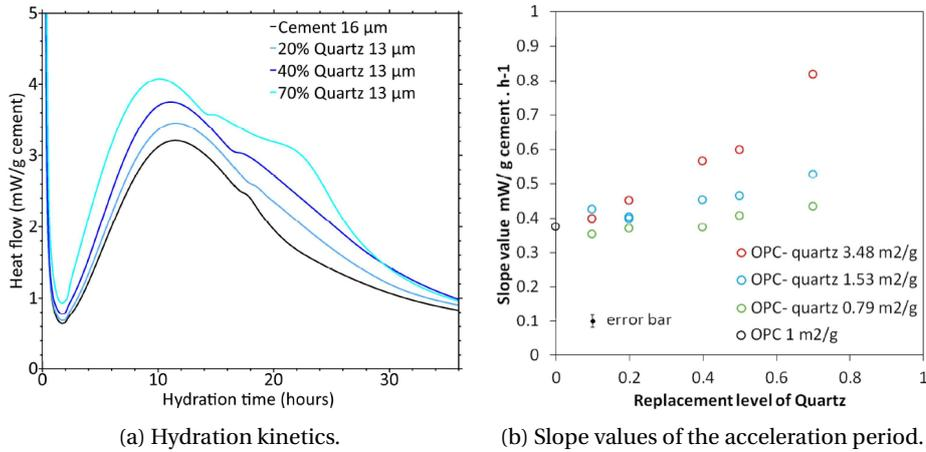 5
4
3
2
1
0
0
10
20
30
Heat flow (mW/g cement)
Hydration time (hours)
Cement 16 µm
20% Quartz 13 µm
40% Quartz 13 µm
70% Quartz 13 µm
(a) Hydration kinetics.
1
0.9
0.8
0.7
0.6
0.5
0.4
0.3
0.2
0.1
0
0
0.2
0.4
0.6
0.8
1
Slope value mW/ g cement . h-1
Replacement level of Quartz
OPC- quartz 3.48 m2/g
OPC- quartz 1.53 m2/g
OPC- quartz 0.79 m2/g
OPC 1 m2/g
error bar
(b) Slope values of the acceleration period.